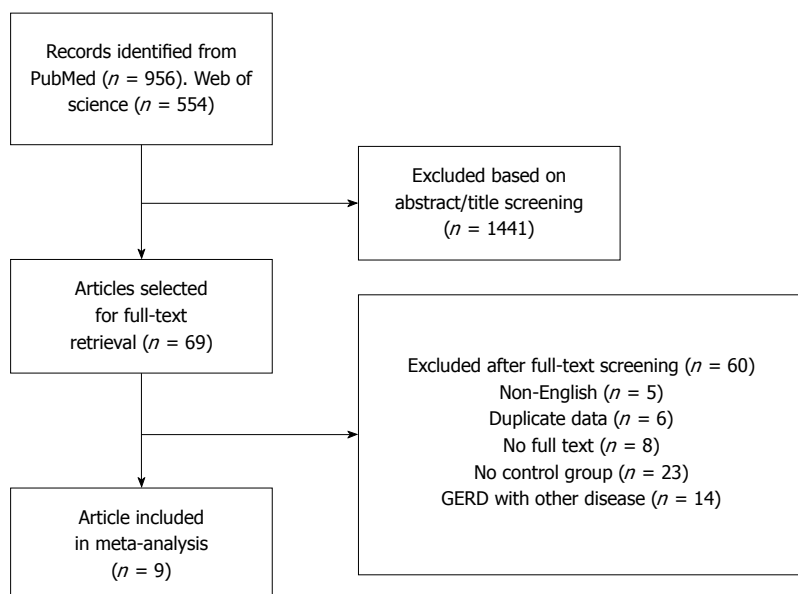 Records identified from
PubMed (n = 956). Web of
science (n = 554)
Excluded based on
abstract/title screening
(n = 1441)
Articles selected
for full-text
retrieval (n = 69)
Excluded after full-text screening (n = 60)
Non-English (n = 5)
Duplicate data (n = 6)
No full text (n = 8)
No control group (n = 23)
GERD with other disease (n = 14)
Article included
in meta-analysis
(n = 9)